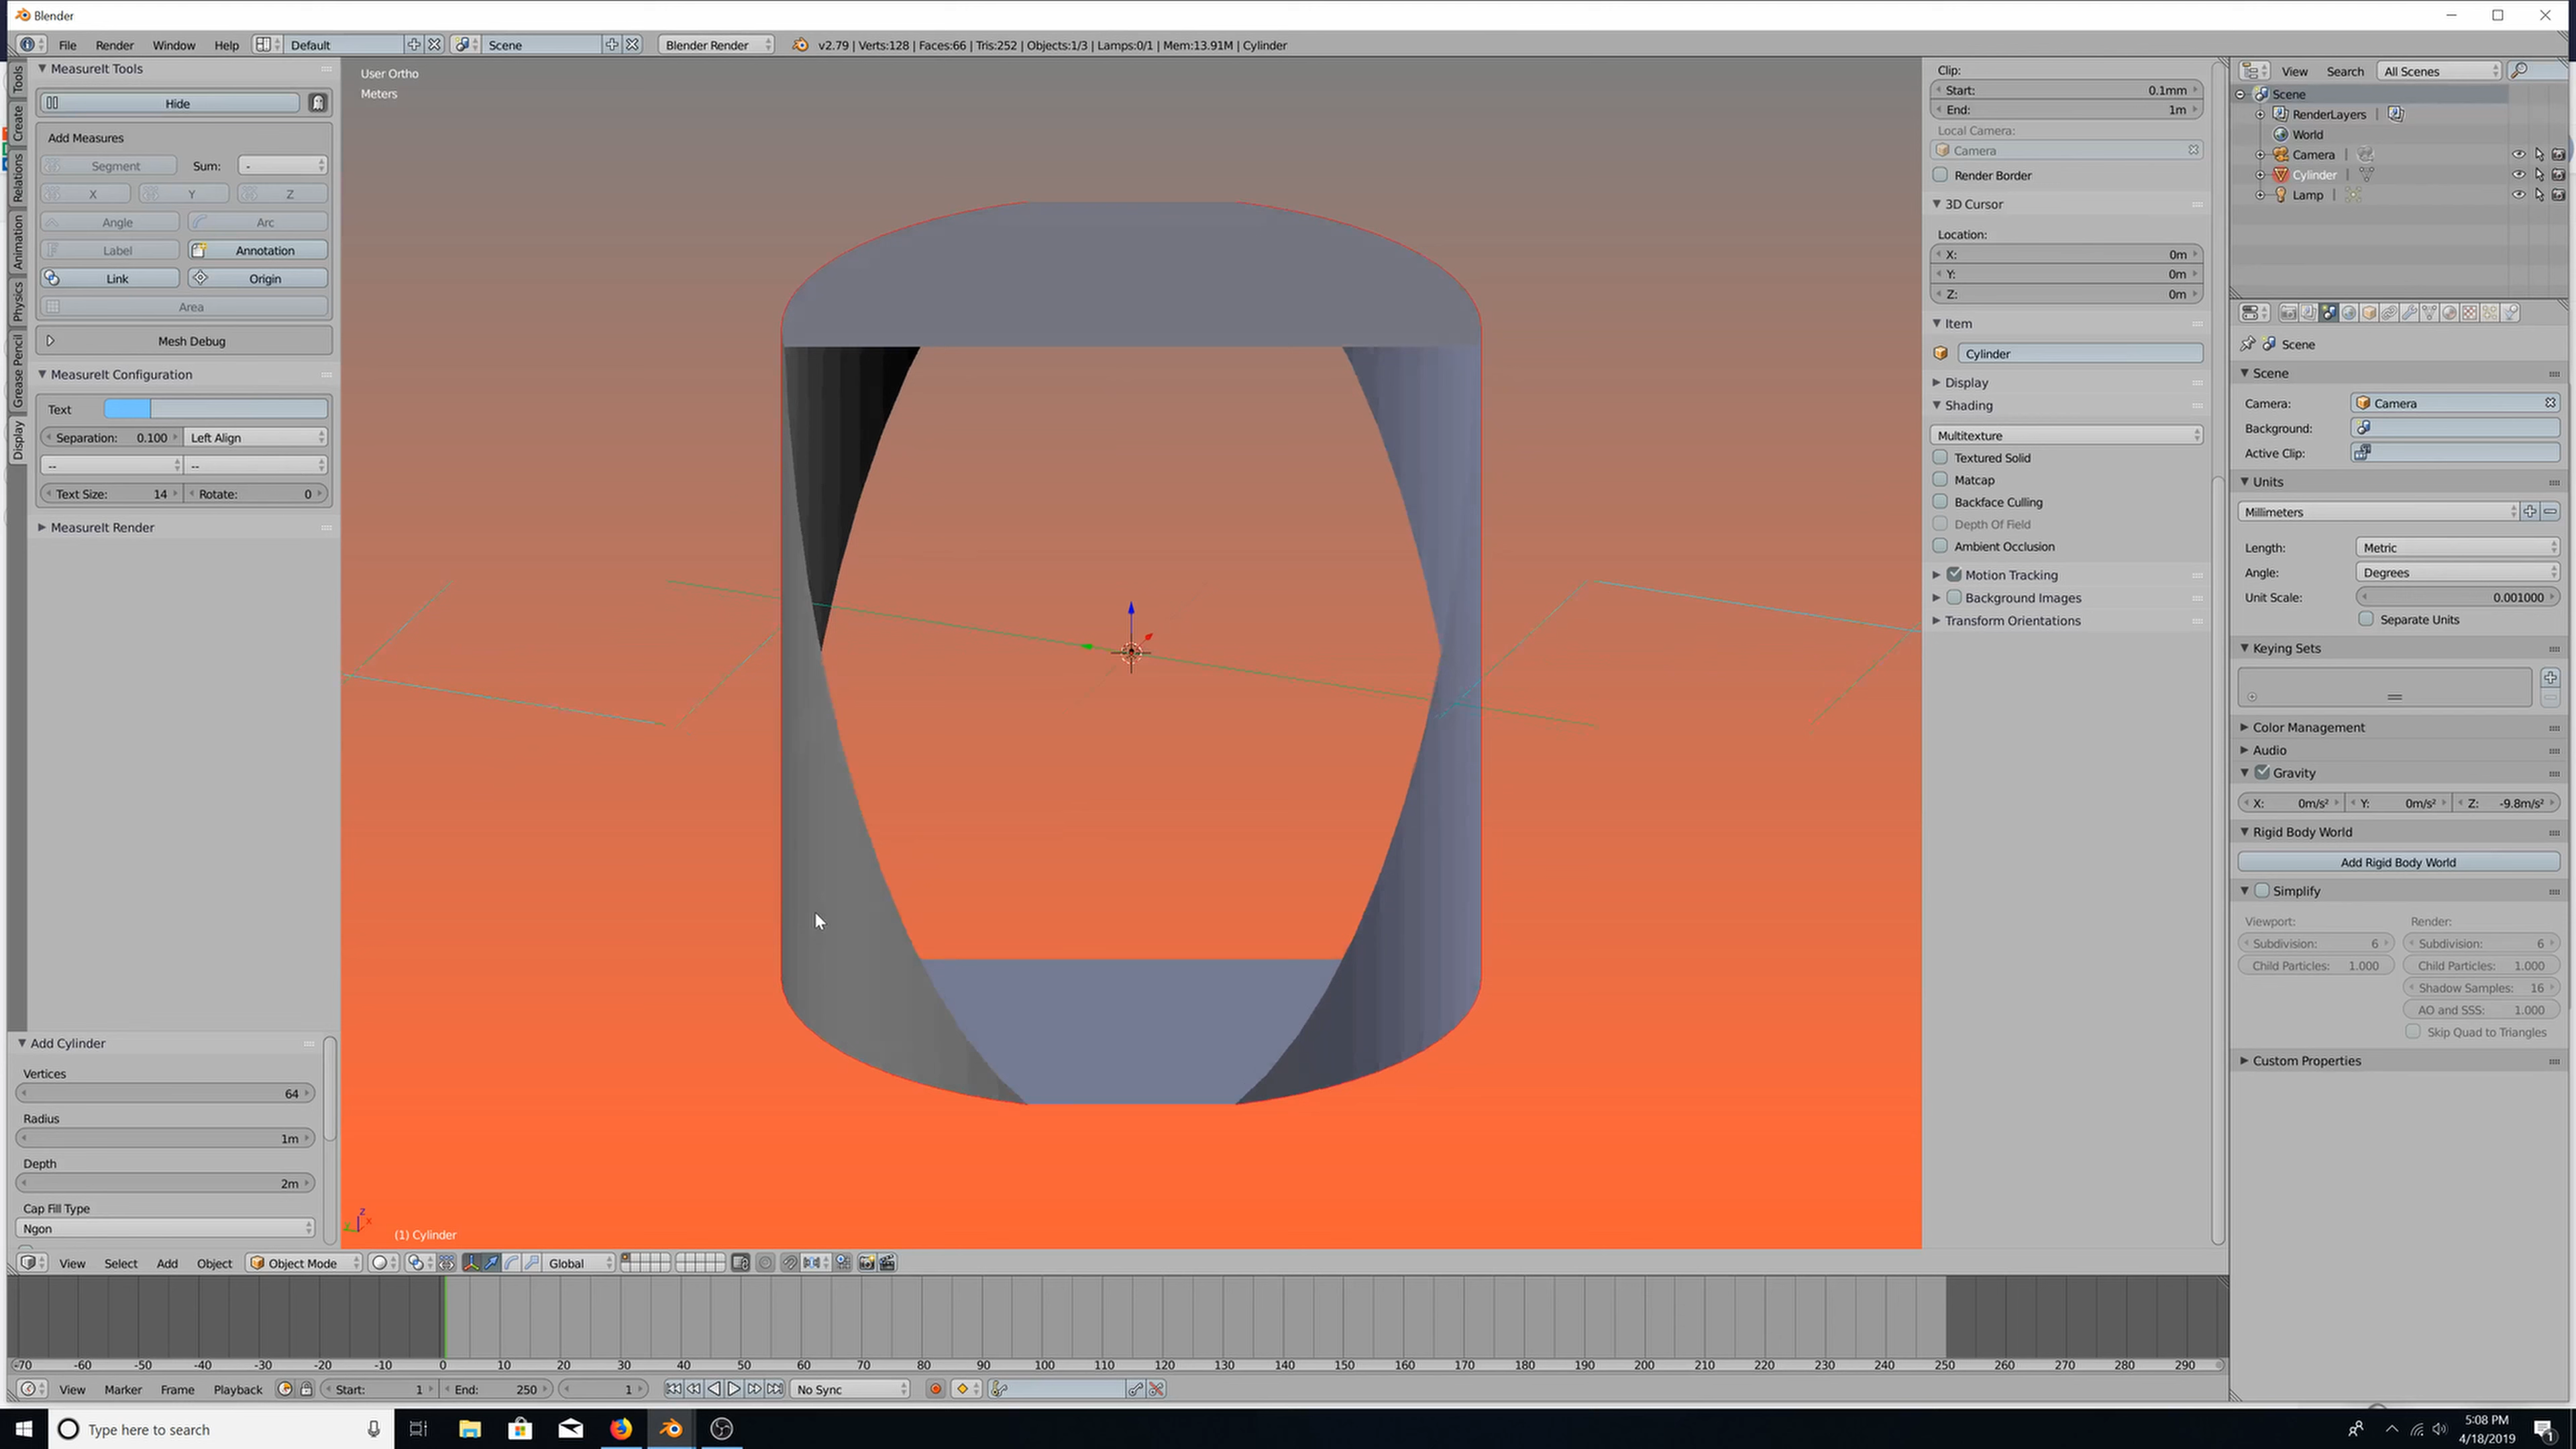 Blender
File Render Window Help Default Scene Blender Render v2.79 | Verts:128 | Faces:66 | Tris:252 | Objects:1/3 | Lamps:0/1 | Mem:13.91M | Cylinder
Tools
Create
Relations
Animation
Physics
Grease Pencil
Display
MeasureIt Tools
Hide
Add Measures
Segment Sum: -
X Y Z
Angle Arc
Label Annotation
Link Origin
Area
Mesh Debug
MeasureIt Configuration
Text
Separation: 0.100 Left Align
-- --
Text Size: 14 Rotate: 0
MeasureIt Render
Add Cylinder
Vertices
64
Radius
1m
Depth
2m
Cap Fill Type
Ngon
User Ortho
Meters
(1) Cylinder
Clip:
Start: 0.1mm
End: 1m
Local Camera:
Camera
Render Border
3D Cursor
Location:
X: 0m
Y: 0m
Z: 0m
Item
Cylinder
Display
Shading
Multitexture
Textured Solid
Matcap
Backface Culling
Depth Of Field
Ambient Occlusion
Motion Tracking
Background Images
Transform Orientations
View Search All Scenes
Scene
RenderLayers |
World
Camera |
Cylinder |
Lamp |
Scene
Scene
Camera: Camera
Background:
Active Clip:
Units
Millimeters
Length: Metric
Angle: Degrees
Unit Scale: 0.001000
Separate Units
Keying Sets
Color Management
Audio
Gravity
X: 0m/s² Y: 0m/s² Z: -9.8m/s²
Rigid Body World
Add Rigid Body World
Simplify
Viewport: Render:
Subdivision: 6 Subdivision: 6
Child Particles: 1.000 Child Particles: 1.000
Shadow Samples: 16
AO and SSS: 1.000
Skip Quad to Triangles
Custom Properties
View Select Add Object Object Mode Global
-70 -60 -50 -40 -30 -20 -10 0 10 20 30 40 50 60 70 80 90 100 110 120 130 140 150 160 170 180 190 200 210 220 230 240 250 260 270 280 290
View Marker Frame Playback Start: 1 End: 250 1 No Sync
Type here to search
5:08 PM
4/18/2019
1